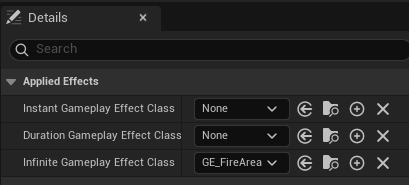 Details
Search
Applied Effects
Instant Gameplay Effect Class None
Duration Gameplay Effect Class None
Infinite Gameplay Effect Class GE_FireArea